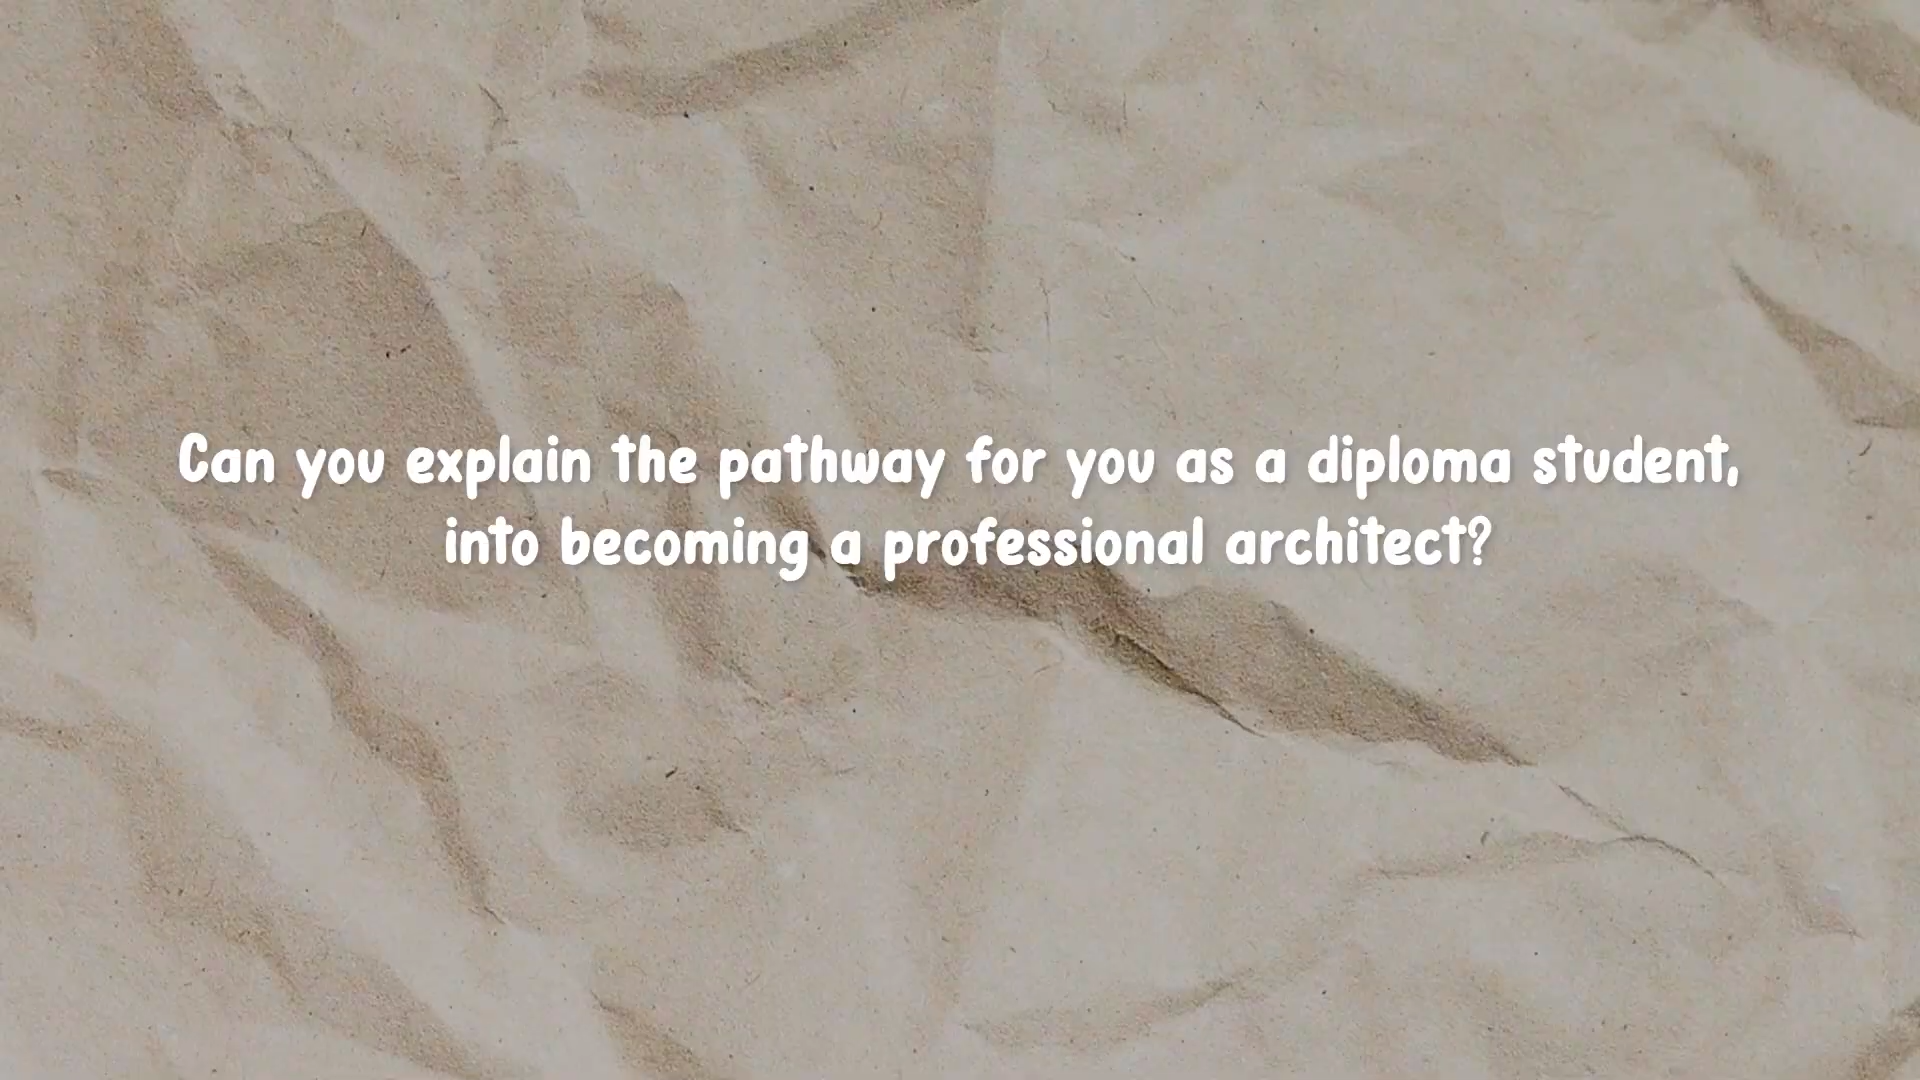 Can you explain the pathway for you as a diploma student,
into becoming a professional architect?